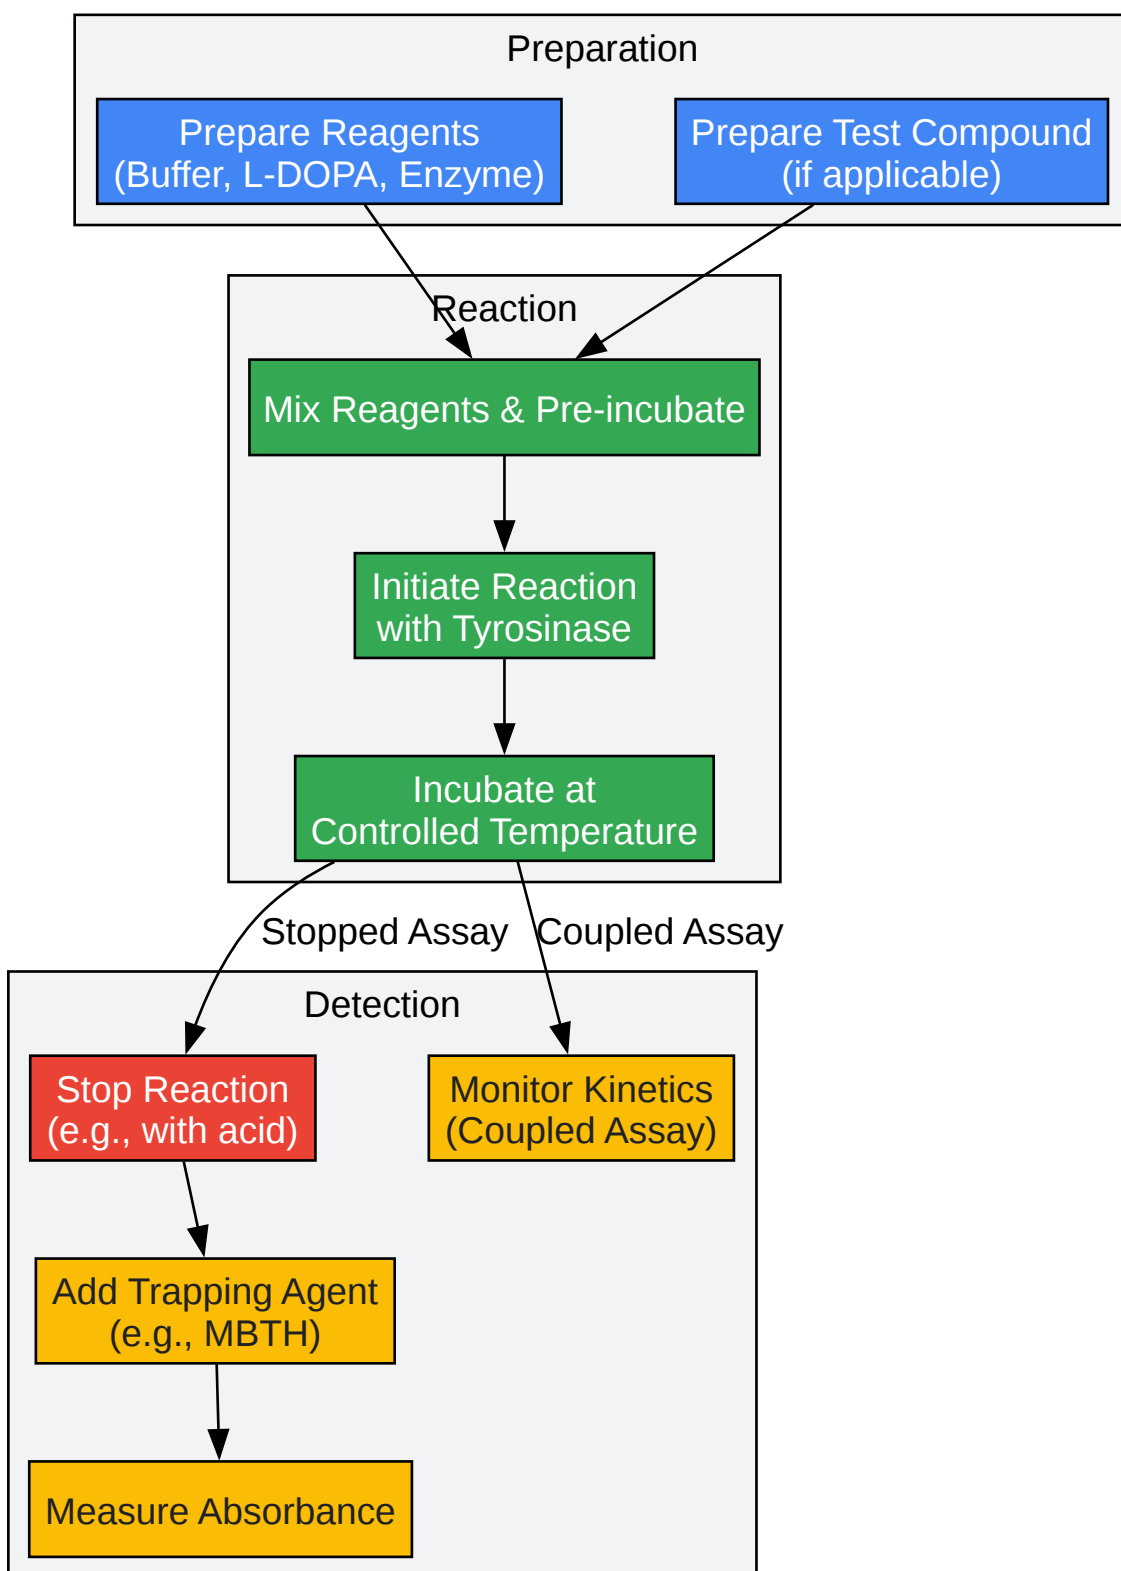 Preparation
Prepare Reagents
(Buffer, L-DOPA, Enzyme)
Prepare Test Compound
(if applicable)
Reaction
Mix Reagents & Pre-incubate
Initiate Reaction
with Tyrosinase
Incubate at
Controlled Temperature
Stopped Assay
Coupled Assay
Detection
Stop Reaction
(e.g., with acid)
Monitor Kinetics
(Coupled Assay)
Add Trapping Agent
(e.g., MBTH)
Measure Absorbance